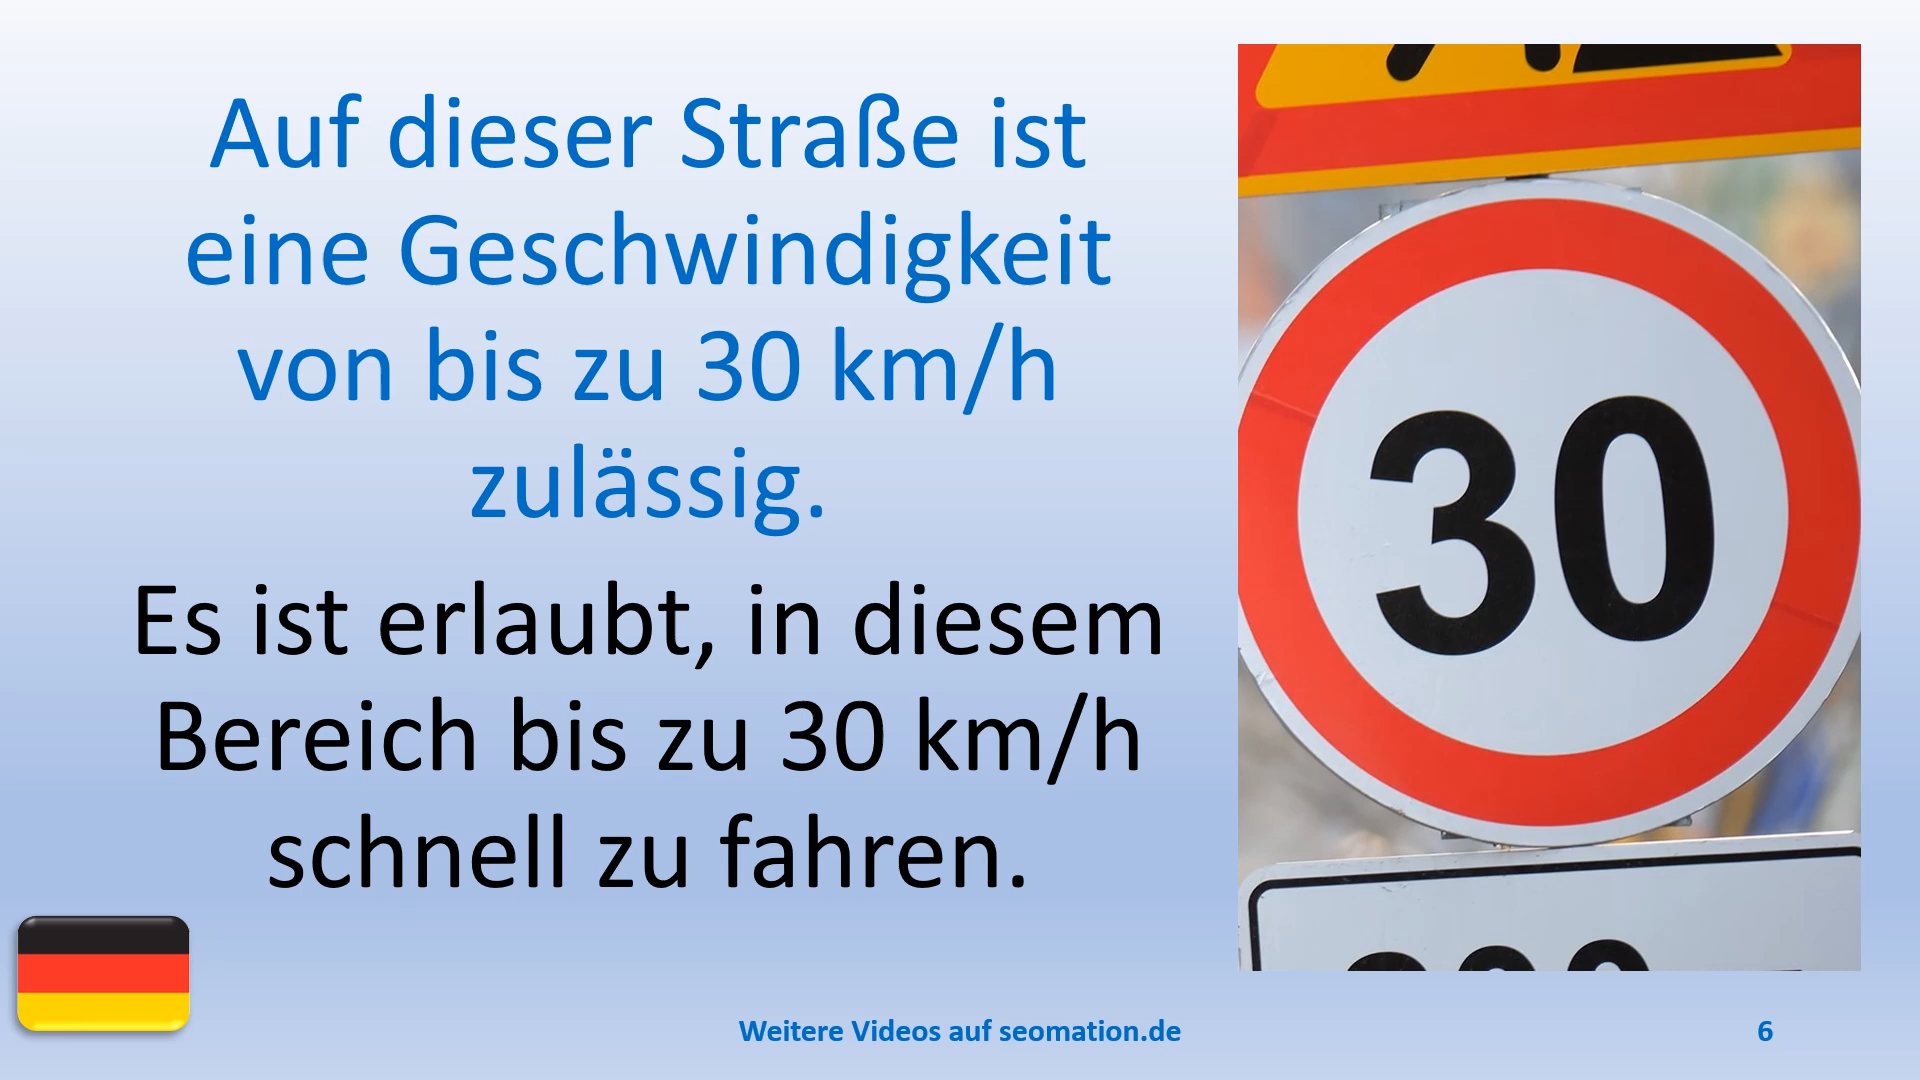 Auf dieser Straße ist
eine Geschwindigkeit
von bis zu 30 km/h
zulässig.
Es ist erlaubt, in diesem
Bereich bis zu 30 km/h
schnell zu fahren.
30
Weitere Videos auf seomation.de
6